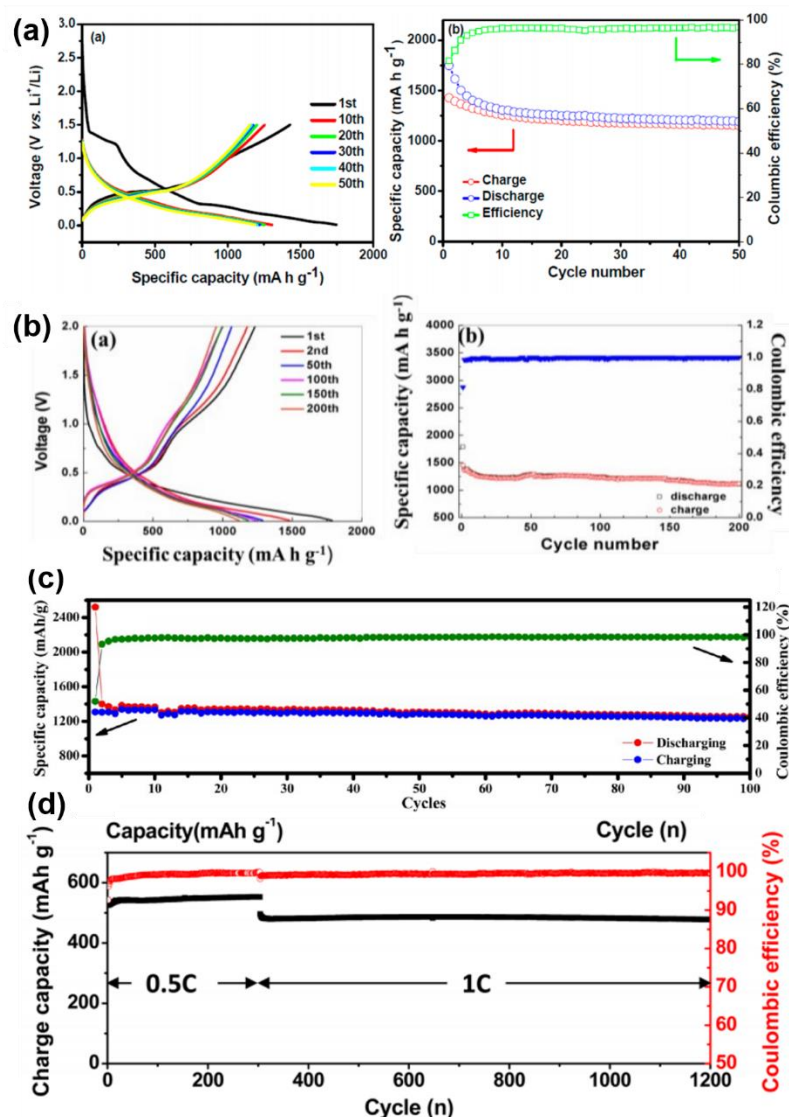 (a)
(a)
Voltage (V vs. Li⁺/Li)
3.0
2.5
2.0
1.5
1.0
0.5
0.0
1st
10th
20th
30th
40th
50th
0 500 1000 1500 2000
Specific capacity (mA h g⁻¹)
(b)
Specific capacity (mA h g⁻¹)
2000
1750
1500
1250
1000
750
500
250
0
Charge
Discharge
Efficiency
100
80
60
40
20
0
Columbic efficiency (%)
0 10 20 30 40 50
Cycle number
(b)
(a)
Voltage (V)
2.0
1.5
1.0
0.5
0.0
1st
2nd
50th
100th
150th
200th
0 500 1000 1500 2000
Specific capacity (mA h g⁻¹)
(b)
Specific capacity (mA h g⁻¹)
4000
3500
3000
2500
2000
1500
1000
500
discharge
charge
1.2
1.0
0.8
0.6
0.4
0.2
0.0
Coulombic efficiency
0 50 100 150 200
Cycle number
(c)
Specific capacity (mAh/g)
2400
2000
1600
1200
800
Discharging
Charging
120
100
80
60
40
20
0
Coulombic efficiency (%)
0 10 20 30 40 50 60 70 80 90 100
Cycles
(d)
Capacity(mAh g⁻¹) Cycle (n)
Charge capacity (mAh g⁻¹)
600
400
200
0
0.5C 1C
100
90
80
70
60
50
Coulombic efficiency (%)
0 200 400 600 800 1000 1200
Cycle (n)